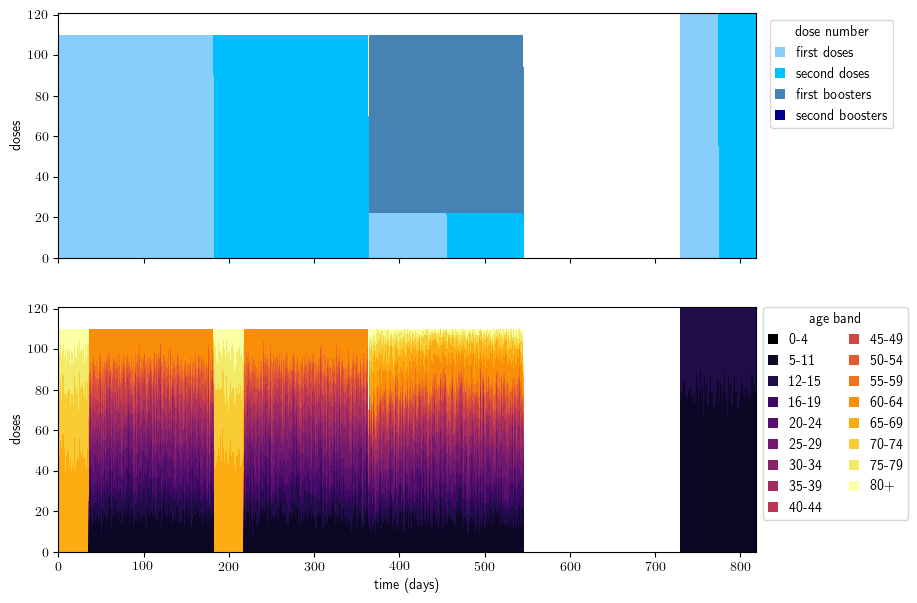 120
100
80
60
40
20
0
doses
dose number
first doses
second doses
first boosters
second boosters
120
100
80
60
40
20
0
doses
0 100 200 300 400 500 600 700 800
time (days)
age band
0-4 45-49
5-11 50-54
12-15 55-59
16-19 60-64
20-24 65-69
25-29 70-74
30-34 75-79
35-39 80+
40-44